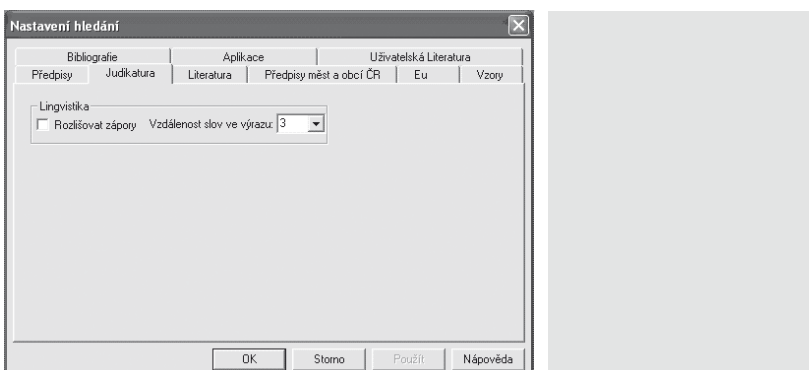 Nastavení hledání
Bibliografie Aplikace Uživatelská Literatura
Předpisy Judikatura Literatura Předpisy měst a obcí ČR Eu Vzory
Lingvistika
Rozlišovat zápory Vzdálenost slov ve výrazu: 3
OK Storno Použít Nápověda